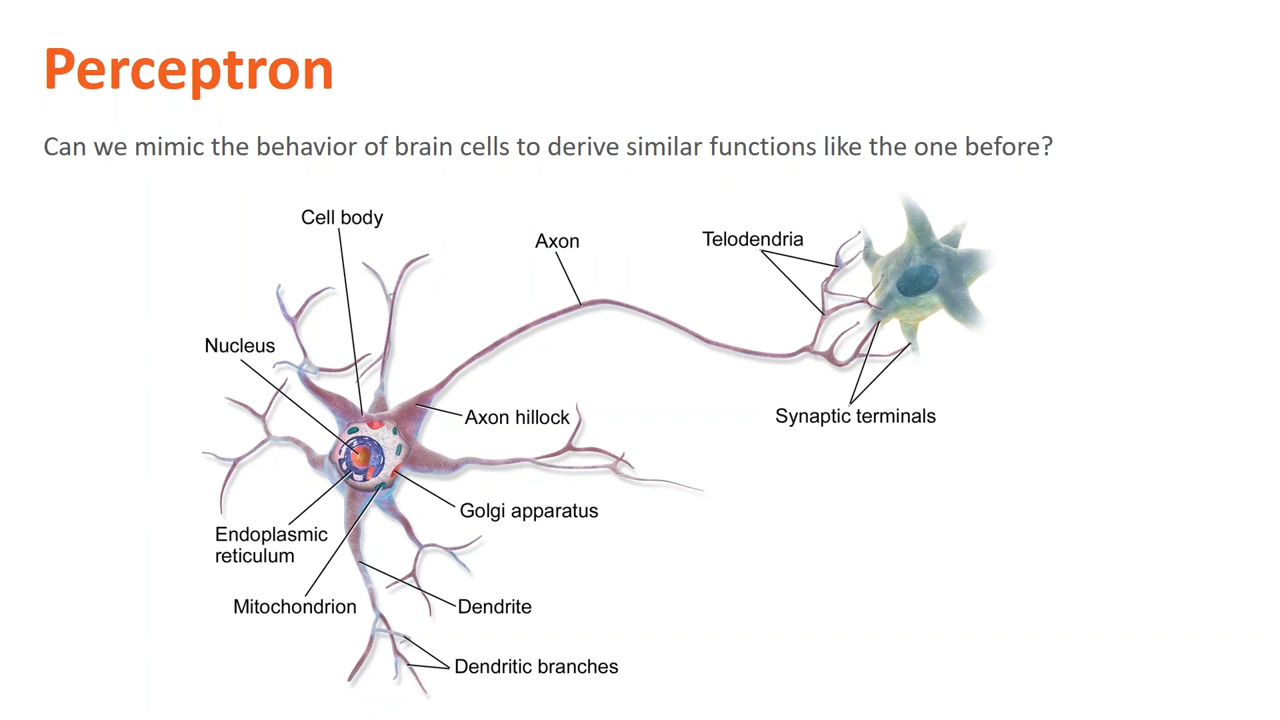 Perceptron
Can we mimic the behavior of brain cells to derive similar functions like the one before?
Cell body
Axon
Telodendria
Nucleus
Axon hillock
Synaptic terminals
Golgi apparatus
Endoplasmic
reticulum
Mitochondrion
Dendrite
Dendritic branches